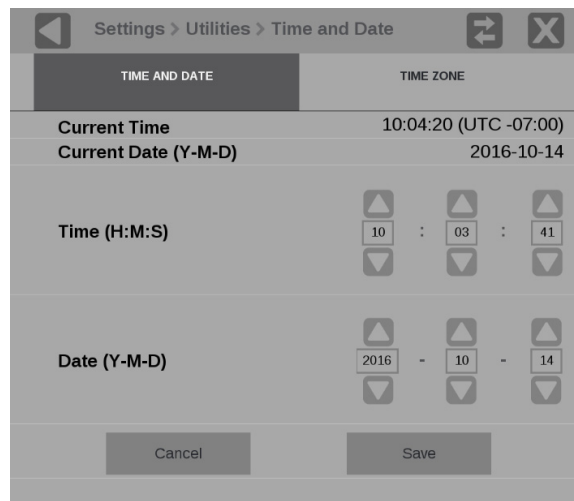 Settings > Utilities > Time and Date
TIME AND DATE TIME ZONE
Current Time 10:04:20 (UTC -07:00)
Current Date (Y-M-D) 2016-10-14
Time (H:M:S) 10 : 03 : 41
Date (Y-M-D) 2016 - 10 - 14
Cancel Save